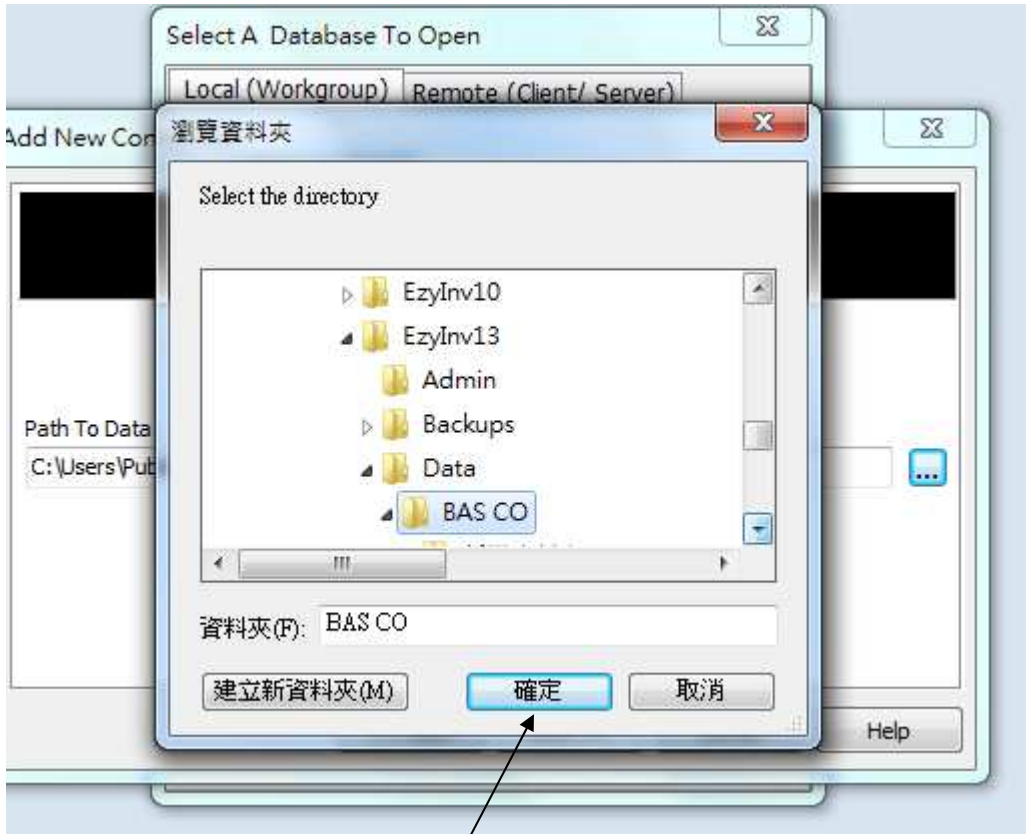 Select A Database To Open
Local (Workgroup) Remote (Client/ Server)
Add New Con
瀏覽資料夾
Select the directory
EzyInv10
EzyInv13
Admin
Backups
Data
BAS CO
Path To Data
C:\Users\Pub
...
資料夾(F): BAS CO
建立新資料夾(M) 確定 取消
Help